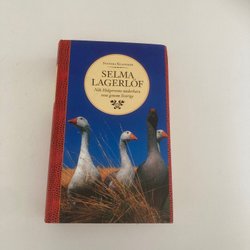 SVENSKA KLASSIKER
SELMA
LAGERLÖF
Nils Holgerssons underbara
resa genom Sverige